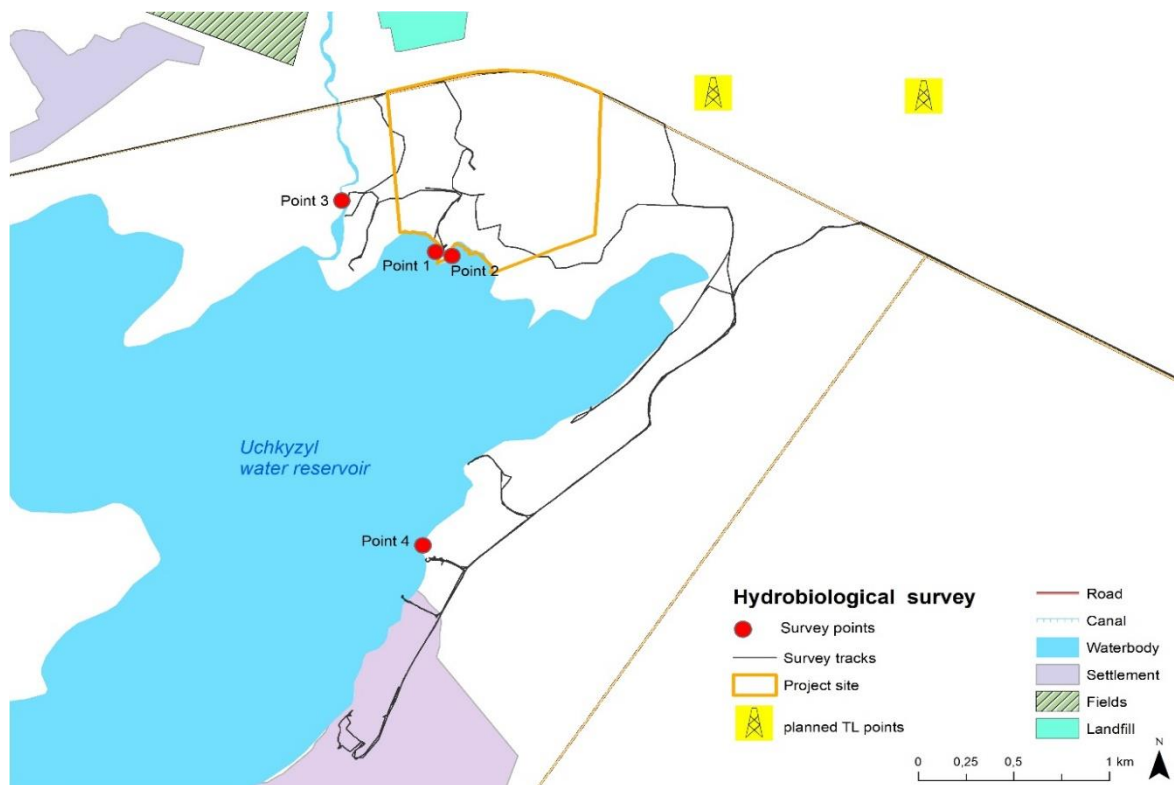 Point 3
Point 1
Point 2
Uchkyzyl
water reservoir
Point 4
Hydrobiological survey
Survey points
Survey tracks
Project site
planned TL points
Road
Canal
Waterbody
Settlement
Fields
Landfill
N
0 0,25 0,5 1 km